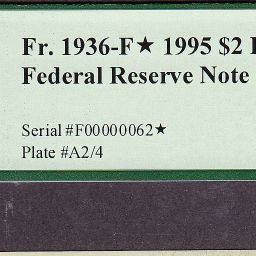 Fr. 1936-F★ 1995 $2
Federal Reserve Note
Serial #F00000062★
Plate #A2/4